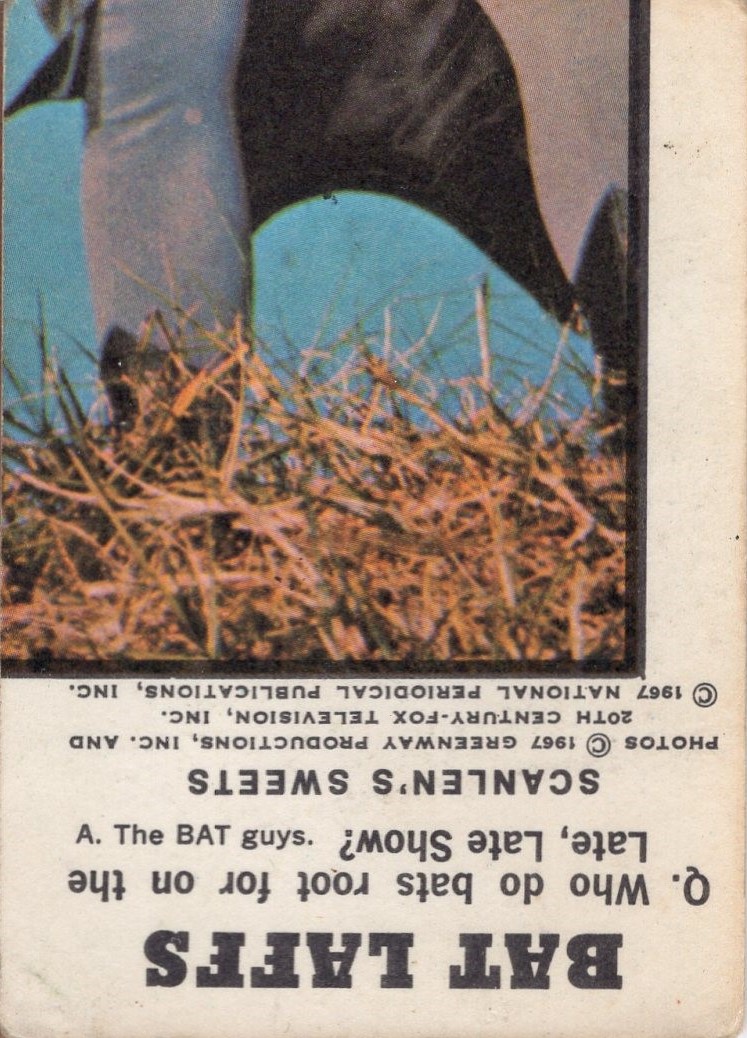 BAT LAFFS
Q. Who do bats root for on the
Late, Late Show?
A. The BAT guys.
SCANLEN'S SWEETS
PHOTOS © 1967 GREENWAY PRODUCTIONS, INC. AND
20TH CENTURY-FOX TELEVISION, INC.
© 1967 NATIONAL PERIODICAL PUBLICATIONS, INC.